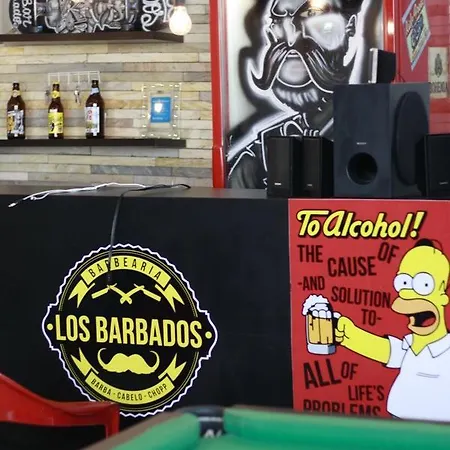 BARBEARIA
LOS BARBADOS
BARBA - CABELO - CHOPP
To Alcohol!
THE
CAUSE OF
-AND
SOLUTION
TO-
ALL OF
LIFE'S
PROBLEMS